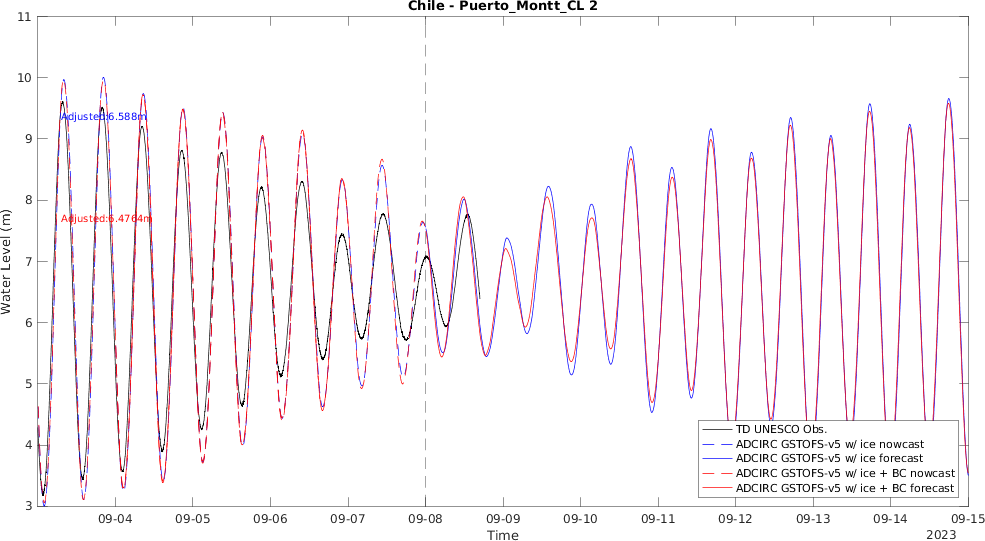 Chile - Puerto_Montt_CL 2
Water Level (m)
11
10
9
8
7
6
5
4
3
Adjusted:6.588m
Adjusted:6.4764m
TD UNESCO Obs.
ADCIRC GSTOFS-v5 w/ ice nowcast
ADCIRC GSTOFS-v5 w/ ice forecast
ADCIRC GSTOFS-v5 w/ ice + BC nowcast
ADCIRC GSTOFS-v5 w/ ice + BC forecast
09-04 09-05 09-06 09-07 09-08 09-09 09-10 09-11 09-12 09-13 09-14 09-15
Time
2023